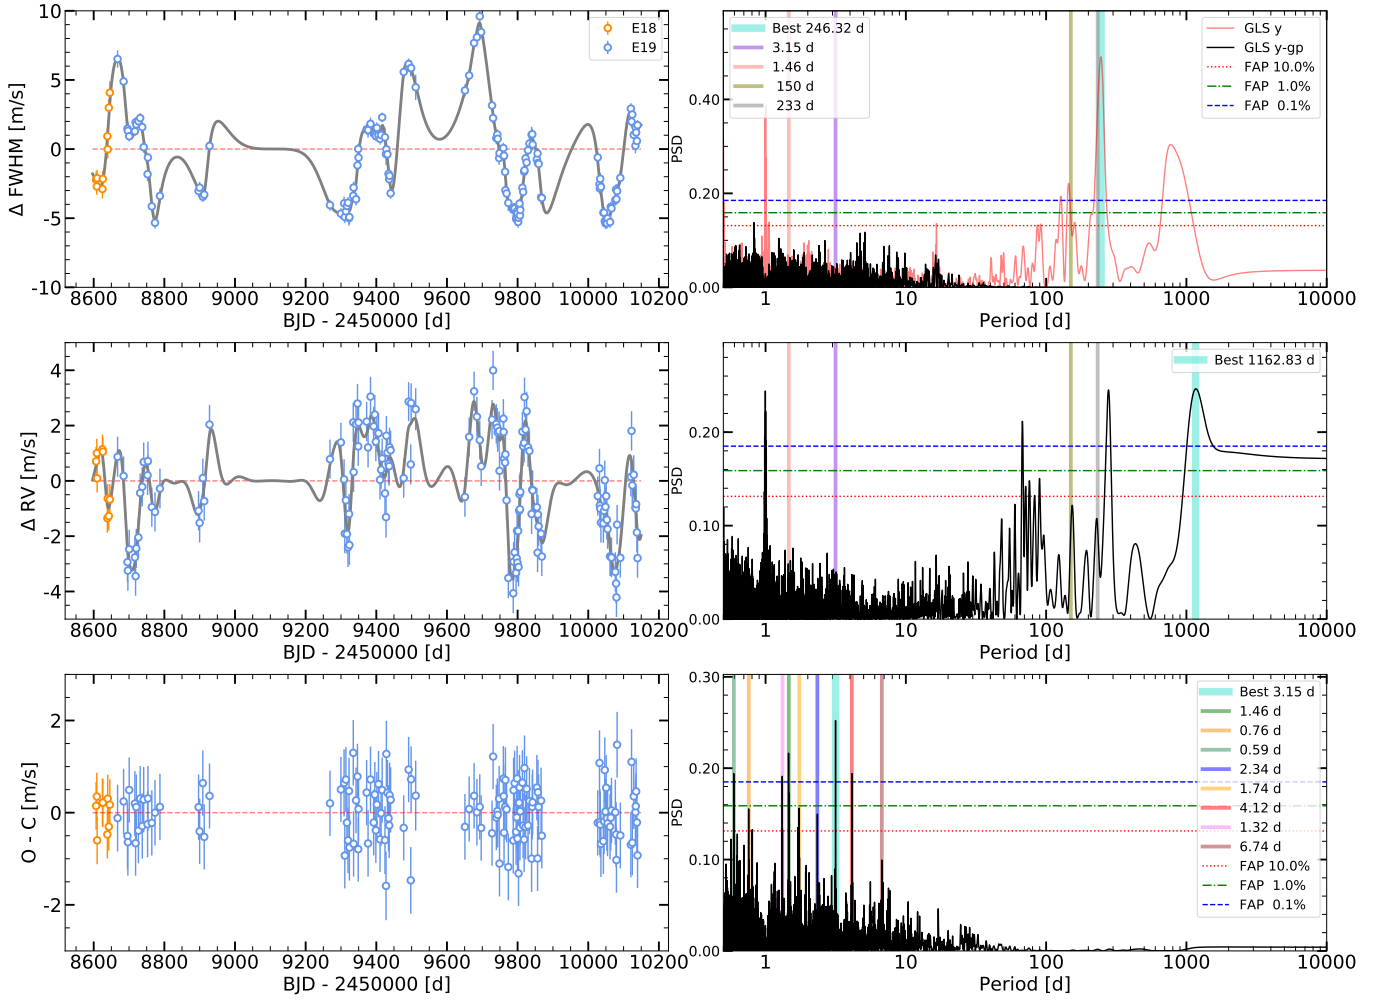 10
5
0
-5
-10
Δ FWHM [m/s]
E18
E19
8600 8800 9000 9200 9400 9600 9800 10000 10200
BJD - 2450000 [d]
0.40
0.20
0.00
PSD
Best 246.32 d
3.15 d
1.46 d
150 d
233 d
GLS y
GLS y-gp
FAP 10.0%
FAP 1.0%
FAP 0.1%
1 10 100 1000 10000
Period [d]
4
2
0
-2
-4
Δ RV [m/s]
8600 8800 9000 9200 9400 9600 9800 10000 10200
BJD - 2450000 [d]
0.20
0.10
0.00
PSD
Best 1162.83 d
1 10 100 1000 10000
Period [d]
2
0
-2
O - C [m/s]
8600 8800 9000 9200 9400 9600 9800 10000 10200
BJD - 2450000 [d]
0.30
0.20
0.10
0.00
PSD
Best 3.15 d
1.46 d
0.76 d
0.59 d
2.34 d
1.74 d
4.12 d
1.32 d
6.74 d
FAP 10.0%
FAP 1.0%
FAP 0.1%
1 10 100 1000 10000
Period [d]